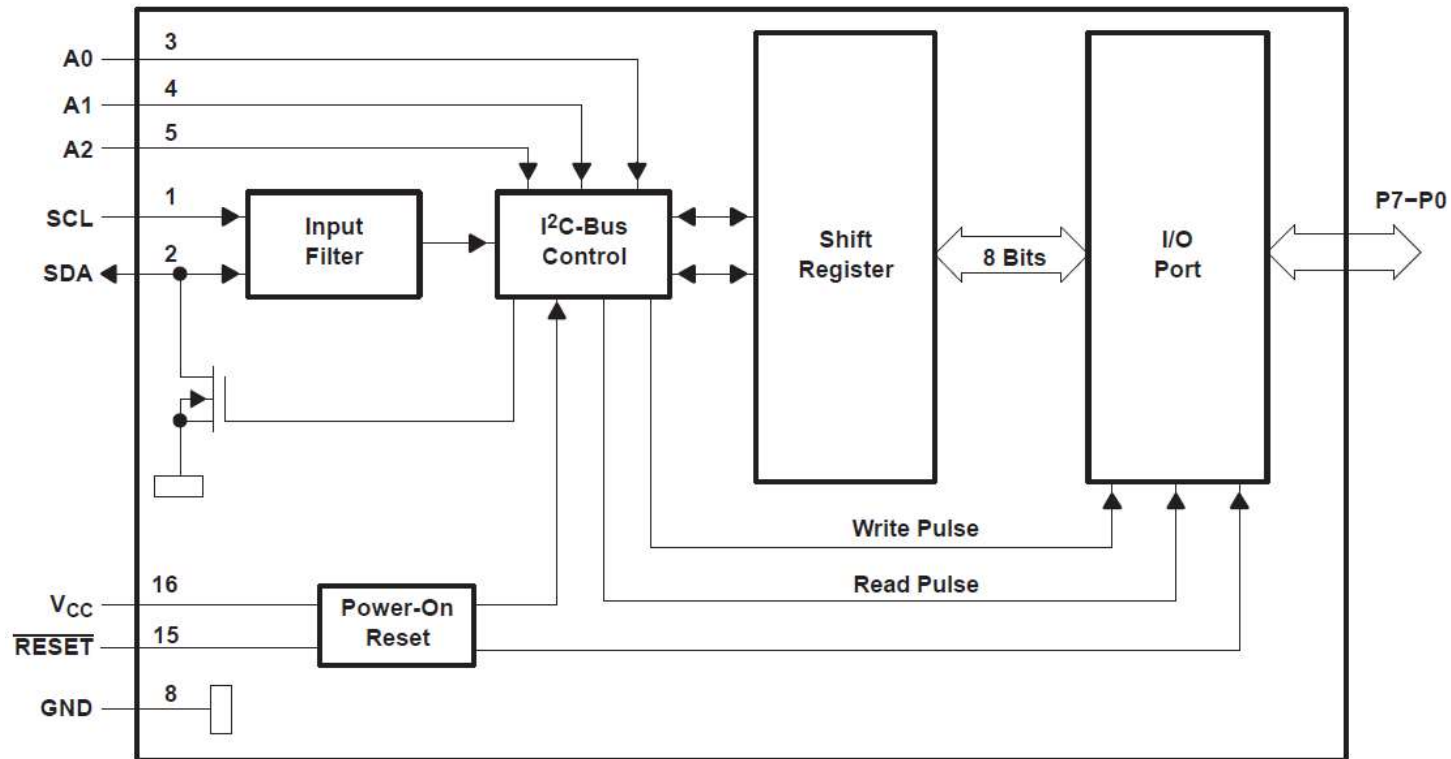 3
A0
4
A1
5
A2
1
SCL
2
SDA
Input
Filter
I²C-Bus
Control
Shift
Register
8 Bits
I/O
Port
P7–P0
Write Pulse
Read Pulse
16
VCC
15
RESET
Power-On
Reset
8
GND